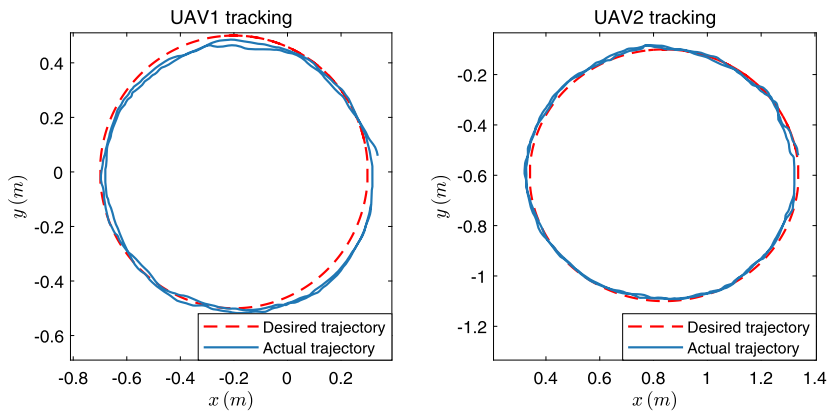 UAV1 tracking
0.4
0.2
0
-0.2
-0.4
-0.6
y (m)
-0.8
-0.6
-0.4
-0.2
0
0.2
x (m)
Desired trajectory
Actual trajectory
UAV2 tracking
-0.2
-0.4
-0.6
-0.8
-1
-1.2
y (m)
0.4
0.6
0.8
1
1.2
1.4
x (m)
Desired trajectory
Actual trajectory